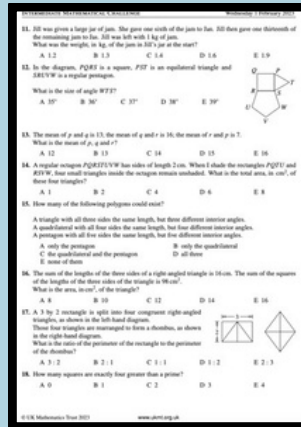 INTERMEDIATE MATHEMATICAL CHALLENGE Wednesday 1 February 2023
11. Jill was given a large jar of jam. She gave one sixth of the jam to Jan. Jill then gave one thirteenth of
the remaining jam to Jas. Jill was left with 1 kg of jam.
What was the weight, in kg, of the jam in Jill's jar at the start?
A 1.2 B 1.3 C 1.4 D 1.6 E 1.9
12. In the diagram, PQRS is a square, PST is an equilateral triangle and
SRUVW is a regular pentagon.
What is the size of angle WTS?
A 35° B 36° C 37° D 38° E 39°
Q P
T
R S
U W
V
13. The mean of p and q is 13; the mean of q and r is 16; the mean of r and p is 7.
What is the mean of p, q and r?
A 12 B 13 C 14 D 15 E 16
14. A regular octagon PQRSTUVW has sides of length 2 cm. When I shade the rectangles PQTU and
RSVW, four small triangles inside the octagon remain unshaded. What is the total area, in cm², of
these four triangles?
A 1 B 2 C 4 D 6 E 8
15. How many of the following polygons could exist?
A triangle with all three sides the same length, but three different interior angles.
A quadrilateral with all four sides the same length, but four different interior angles.
A pentagon with all five sides the same length, but five different interior angles.
A only the pentagon B only the quadrilateral
C the quadrilateral and the pentagon D all three
E none of them
16. The sum of the lengths of the three sides of a right-angled triangle is 16 cm. The sum of the squares
of the lengths of the three sides of the triangle is 98 cm².
What is the area, in cm², of the triangle?
A 8 B 10 C 12 D 14 E 16
17. A 3 by 2 rectangle is split into four congruent right-angled
triangles, as shown in the left-hand diagram.
Those four triangles are rearranged to form a rhombus, as shown
in the right-hand diagram.
What is the ratio of the perimeter of the rectangle to the perimeter
of the rhombus?
A 3 : 2 B 2 : 1 C 1 : 1 D 1 : 2 E 2 : 3
18. How many squares are exactly four greater than a prime?
A 0 B 1 C 2 D 3 E 4
© UK Mathematics Trust 2023 www.ukmt.org.uk